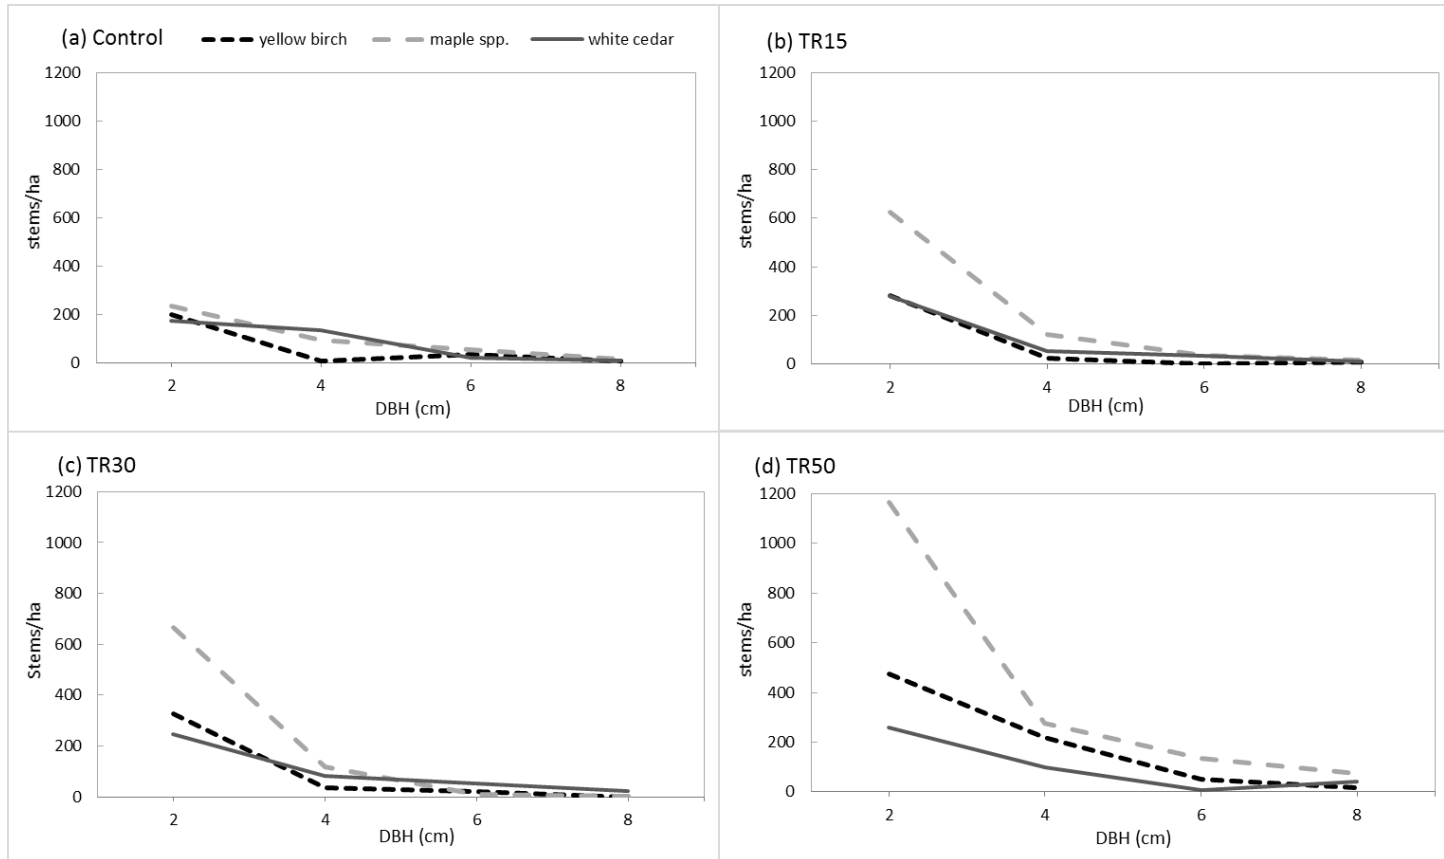 (a) Control
yellow birch
maple spp.
white cedar
1200
1000
800
600
400
200
0
stems/ha
2 4 6 8
DBH (cm)
(b) TR15
1200
1000
800
600
400
200
0
stems/ha
2 4 6 8
DBH (cm)
(c) TR30
1200
1000
800
600
400
200
0
Stems/ha
2 4 6 8
DBH (cm)
(d) TR50
1200
1000
800
600
400
200
0
stems/ha
2 4 6 8
DBH (cm)